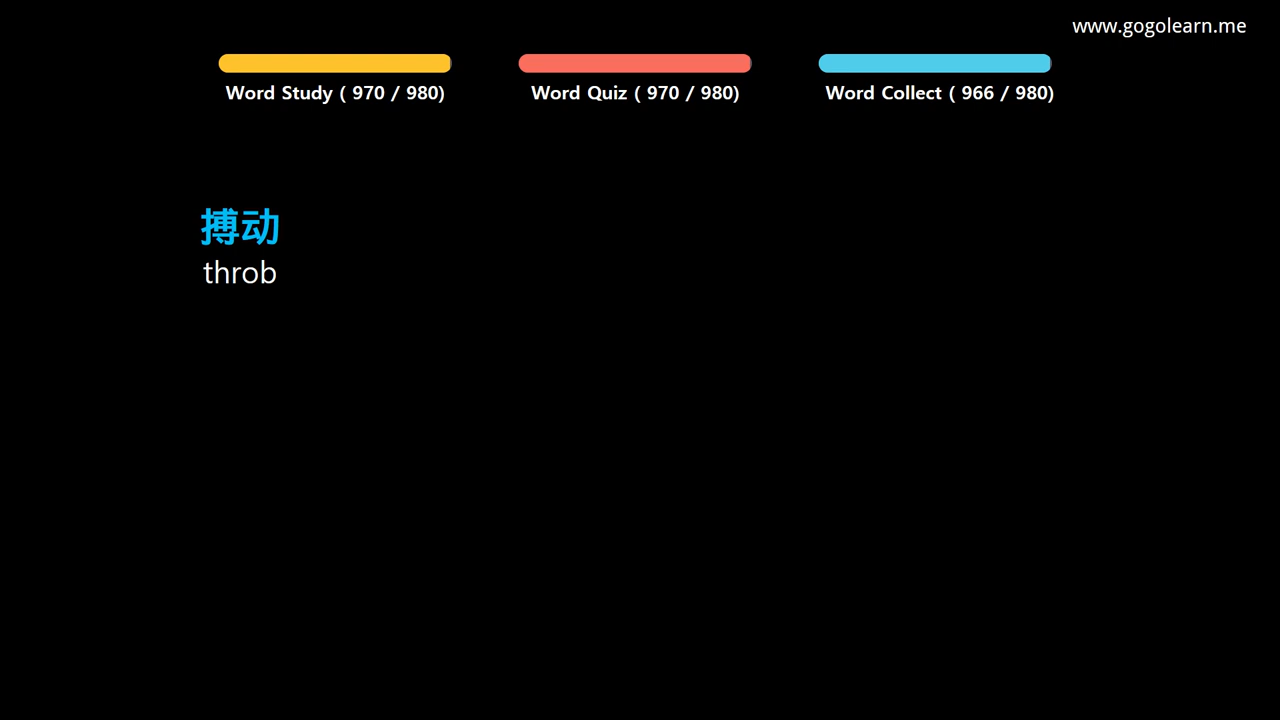 www.gogolearn.me
Word Study ( 970 / 980)
Word Quiz ( 970 / 980)
Word Collect ( 966 / 980)
搏动
throb